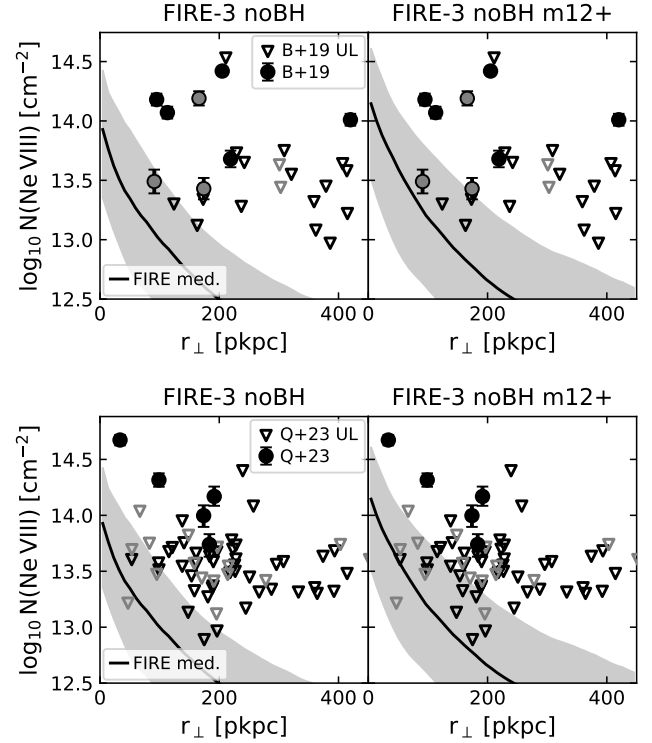 FIRE-3 noBH
FIRE-3 noBH m12+
log₁₀ N(Ne VIII) [cm⁻²]
14.5
14.0
13.5
13.0
12.5
B+19 UL
B+19
FIRE med.
0
200
400
0
200
400
r⊥ [pkpc]
r⊥ [pkpc]
FIRE-3 noBH
FIRE-3 noBH m12+
log₁₀ N(Ne VIII) [cm⁻²]
14.5
14.0
13.5
13.0
12.5
Q+23 UL
Q+23
FIRE med.
0
200
400
0
200
400
r⊥ [pkpc]
r⊥ [pkpc]